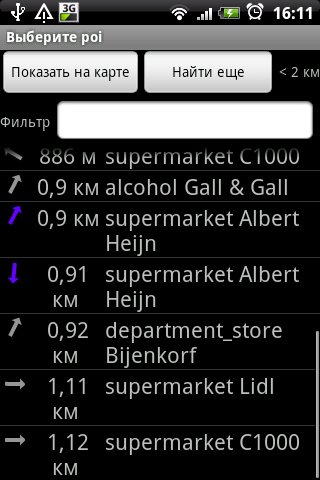 3G 16:11
Выберите poi
Показать на карте Найти еще < 2 км
Фильтр
886 м supermarket C1000
0,9 км alcohol Gall & Gall
0,9 км supermarket Albert
Heijn
0,91 supermarket Albert
км Heijn
0,92 department_store
км Bijenkorf
1,11 supermarket Lidl
км
1,12 supermarket C1000
км